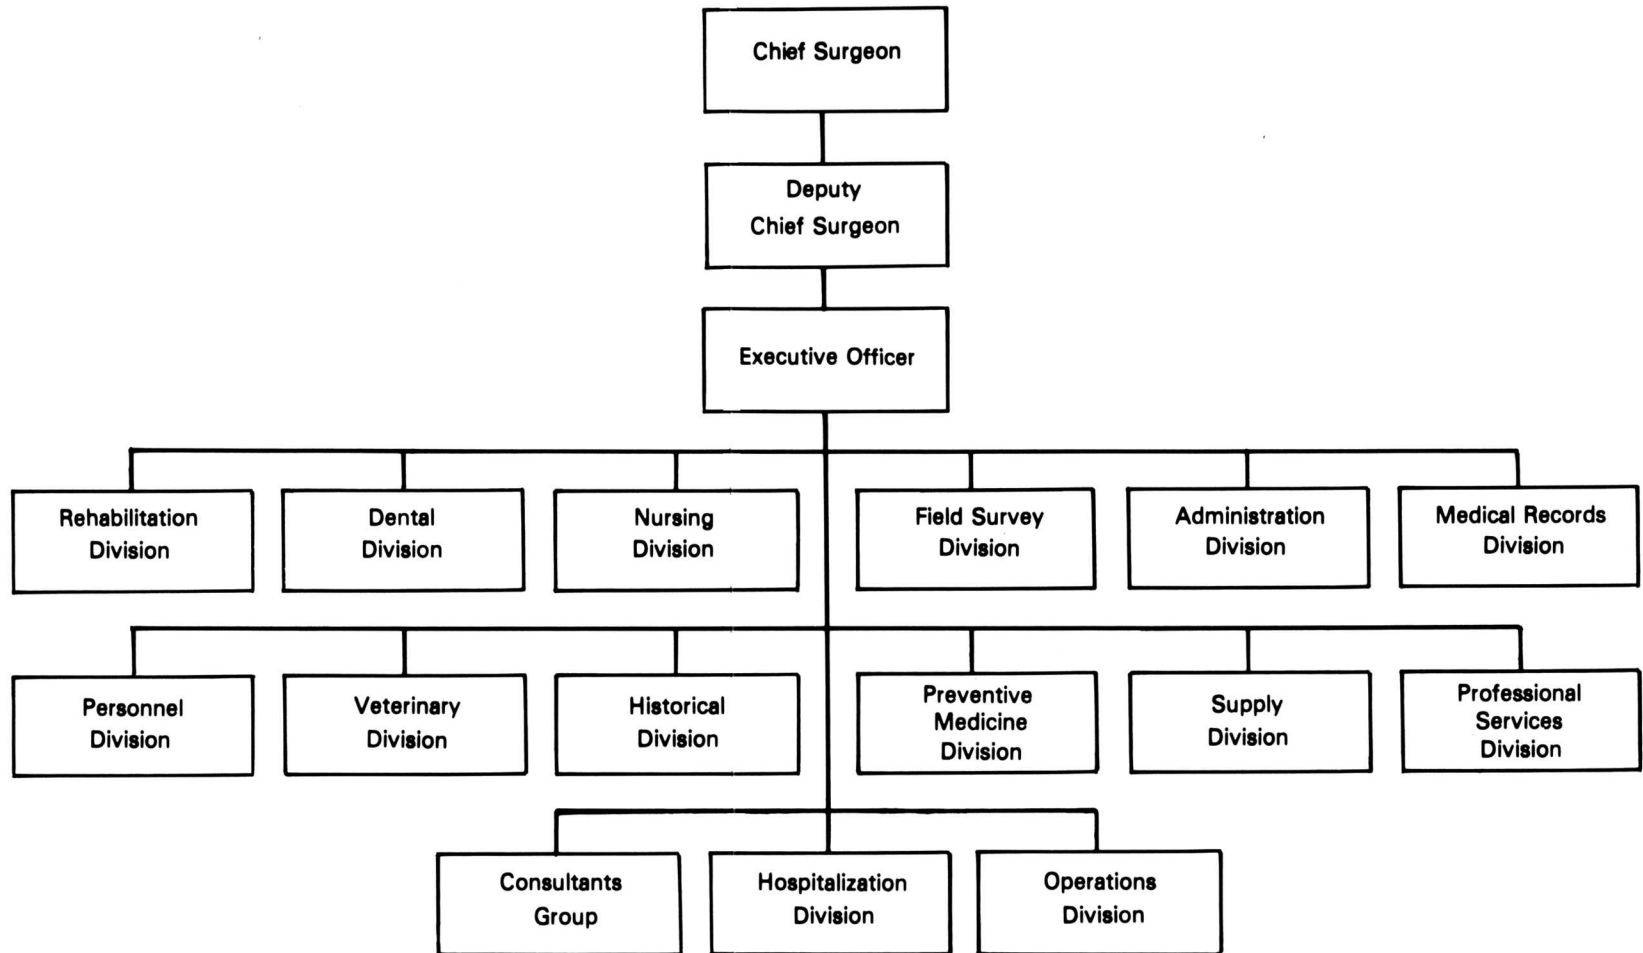 Chief Surgeon
Deputy
Chief Surgeon
Executive Officer
Rehabilitation
Division
Dental
Division
Nursing
Division
Field Survey
Division
Administration
Division
Medical Records
Division
Personnel
Division
Veterinary
Division
Historical
Division
Preventive
Medicine
Division
Supply
Division
Professional
Services
Division
Consultants
Group
Hospitalization
Division
Operations
Division